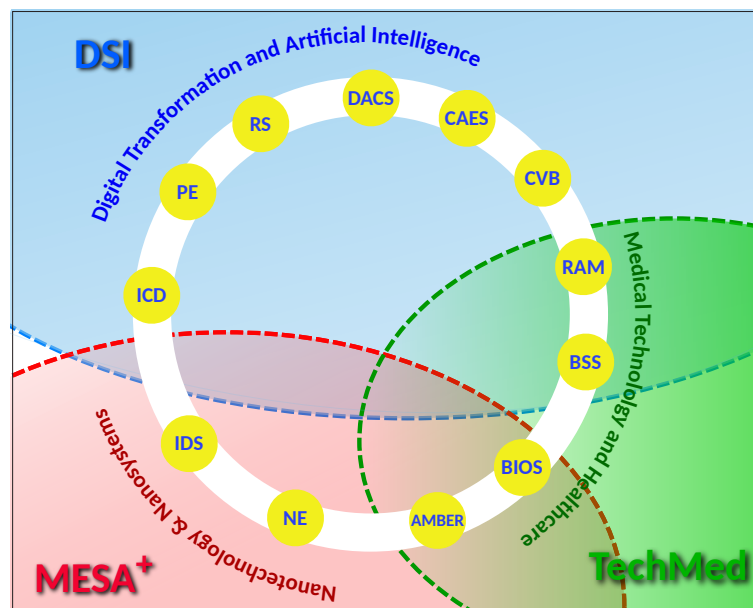 DSI
Digital Transformation and Artificial Intelligence
DACS
CAES
RS
CVB
PE
RAM
ICD
BSS
Medical Technololgy and Healthcare
IDS
BIOS
NE
AMBER
Nanotechnology & Nanosystems
MESA+
TechMed